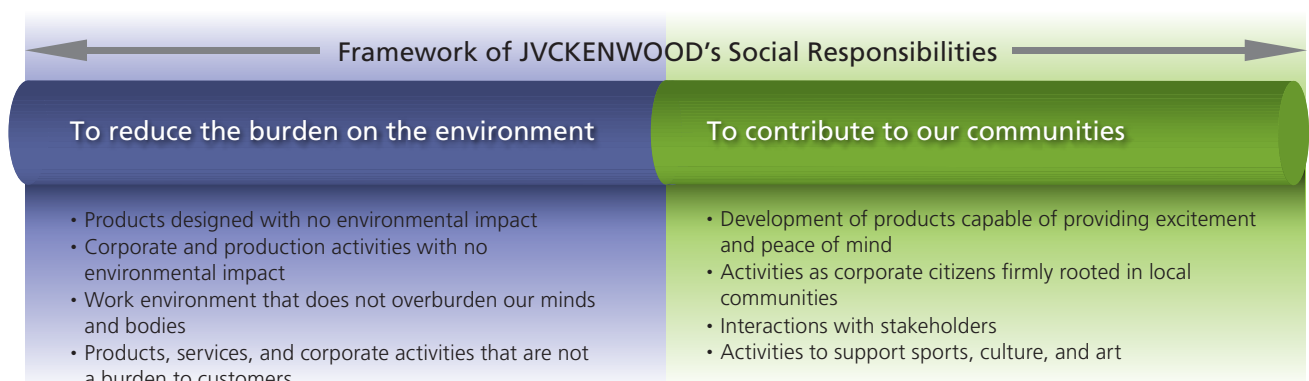 Framework of JVCKENWOOD's Social Responsibilities
To reduce the burden on the environment
• Products designed with no environmental impact
• Corporate and production activities with no
environmental impact
• Work environment that does not overburden our minds
and bodies
• Products, services, and corporate activities that are not
a burden to customers
To contribute to our communities
• Development of products capable of providing excitement
and peace of mind
• Activities as corporate citizens firmly rooted in local
communities
• Interactions with stakeholders
• Activities to support sports, culture, and art